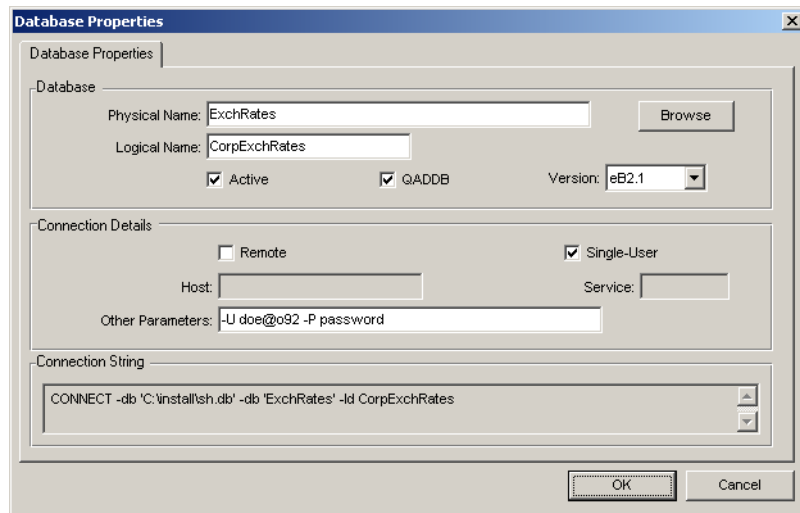 Database Properties
Database Properties
Database
Physical Name: ExchRates Browse
Logical Name: CorpExchRates
Active QADDB Version: eB2.1
Connection Details
Remote Single-User
Host: Service:
Other Parameters: -U doe@o92 -P password
Connection String
CONNECT -db 'C:\install\sh.db' -db 'ExchRates' -ld CorpExchRates
OK Cancel